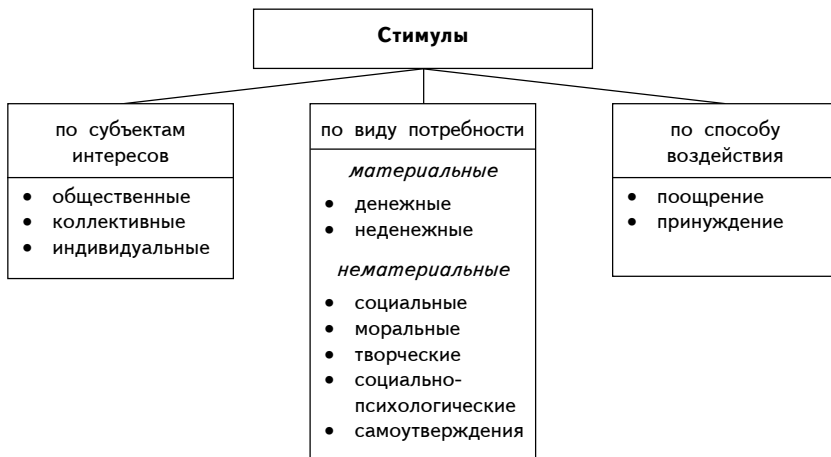 Стимулы
по субъектам
интересов
• общественные
• коллективные
• индивидуальные
по виду потребности
материальные
• денежные
• неденежные
нематериальные
• социальные
• моральные
• творческие
• социально-
психологические
• самоутверждения
по способу
воздействия
• поощрение
• принуждение